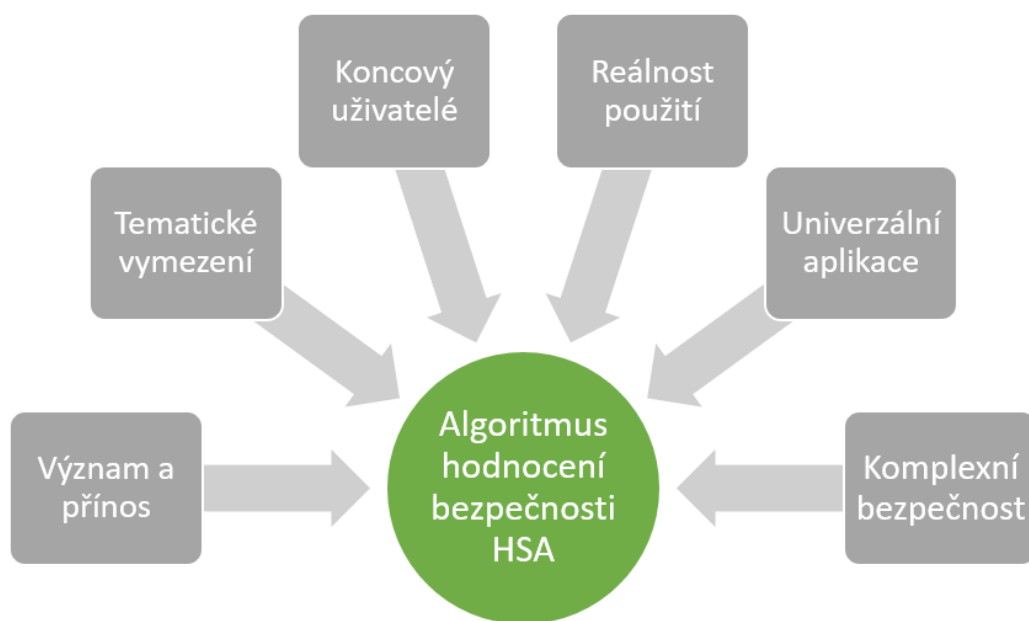 Koncový
uživatelé
Reálnost
použití
Tematické
vymezení
Univerzální
aplikace
Význam a
přínos
Algoritmus
hodnocení
bezpečnosti
HSA
Komplexní
bezpečnost